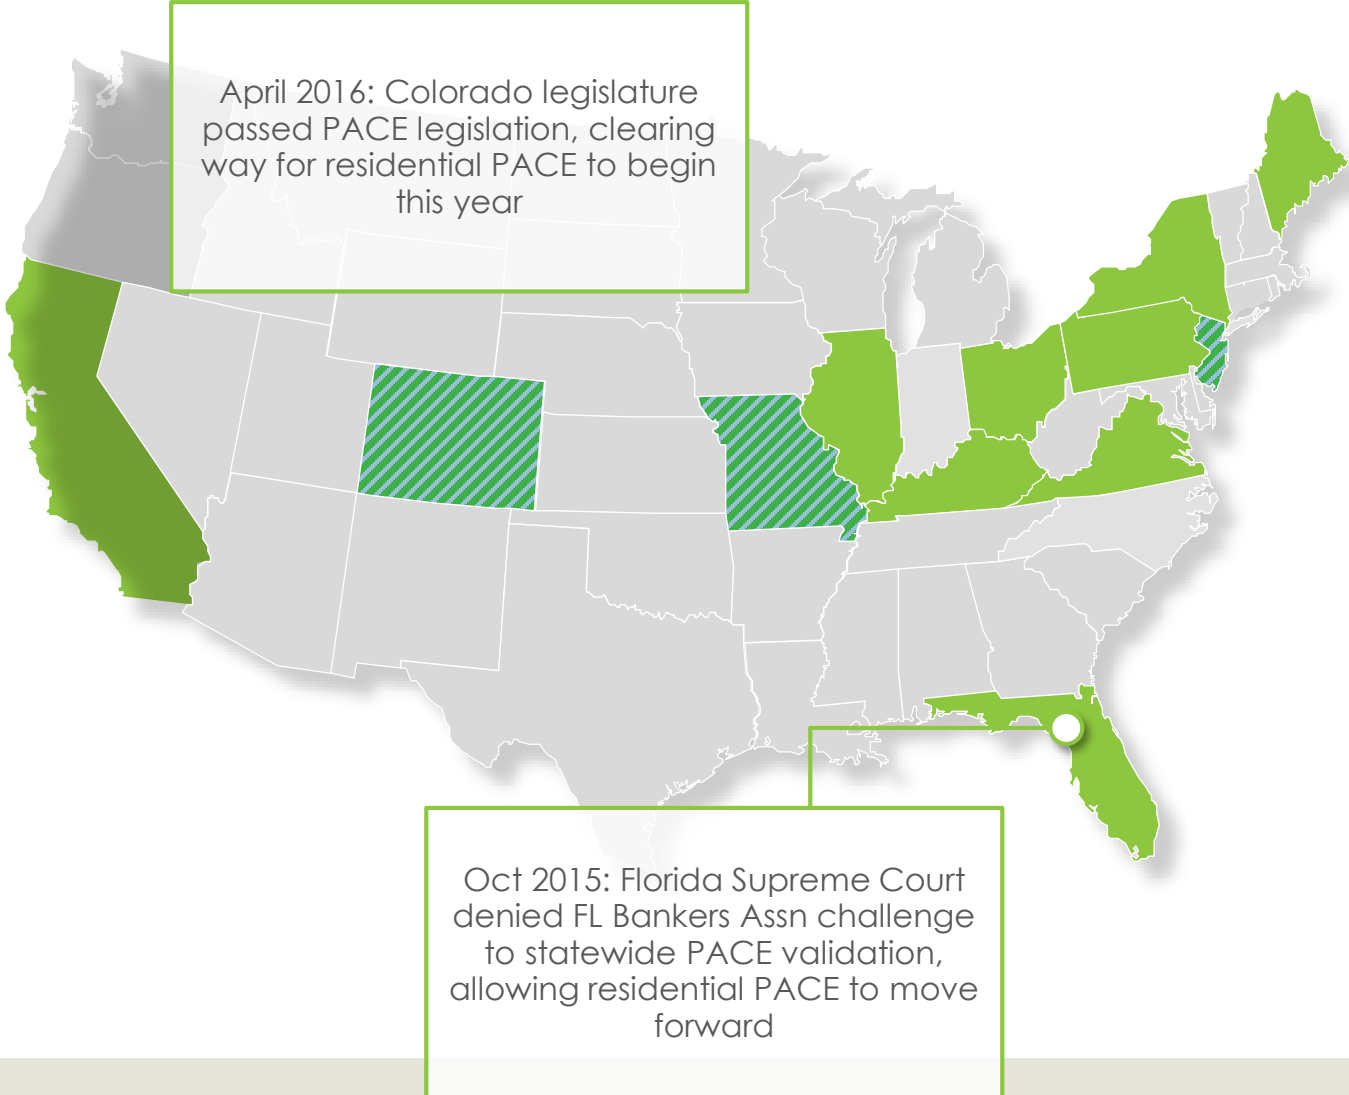 April 2016: Colorado legislature
passed PACE legislation, clearing
way for residential PACE to begin
this year
Oct 2015: Florida Supreme Court
denied FL Bankers Assn challenge
to statewide PACE validation,
allowing residential PACE to move
forward